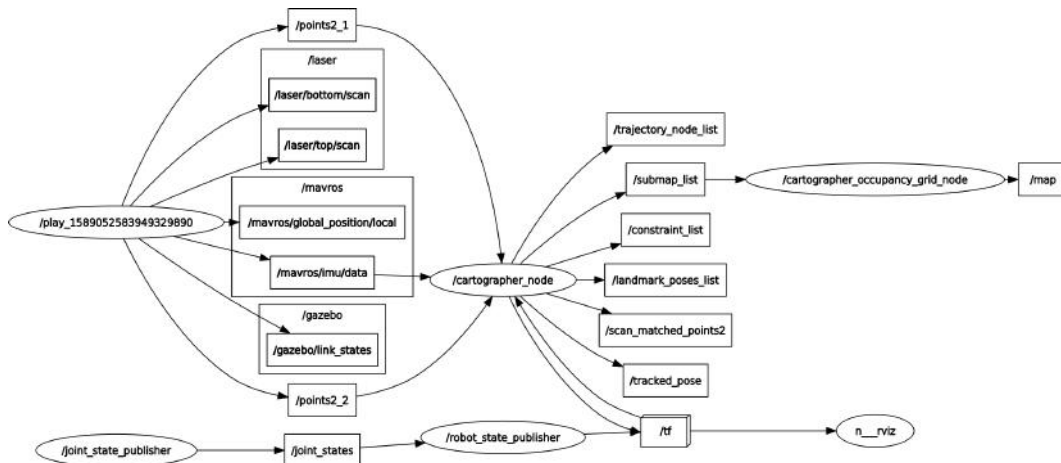 /points2_1
/laser
/laser/bottom/scan
/laser/top/scan
/mavros
/play_1589052583949329890
/mavros/global_position/local
/mavros/imu/data
/gazebo
/gazebo/link_states
/points2_2
/joint_state_publisher
/joint_states
/robot_state_publisher
/cartographer_node
/trajectory_node_list
/submap_list
/constraint_list
/landmark_poses_list
/scan_matched_points2
/tracked_pose
/tf
/cartographer_occupancy_grid_node
/map
n___rviz